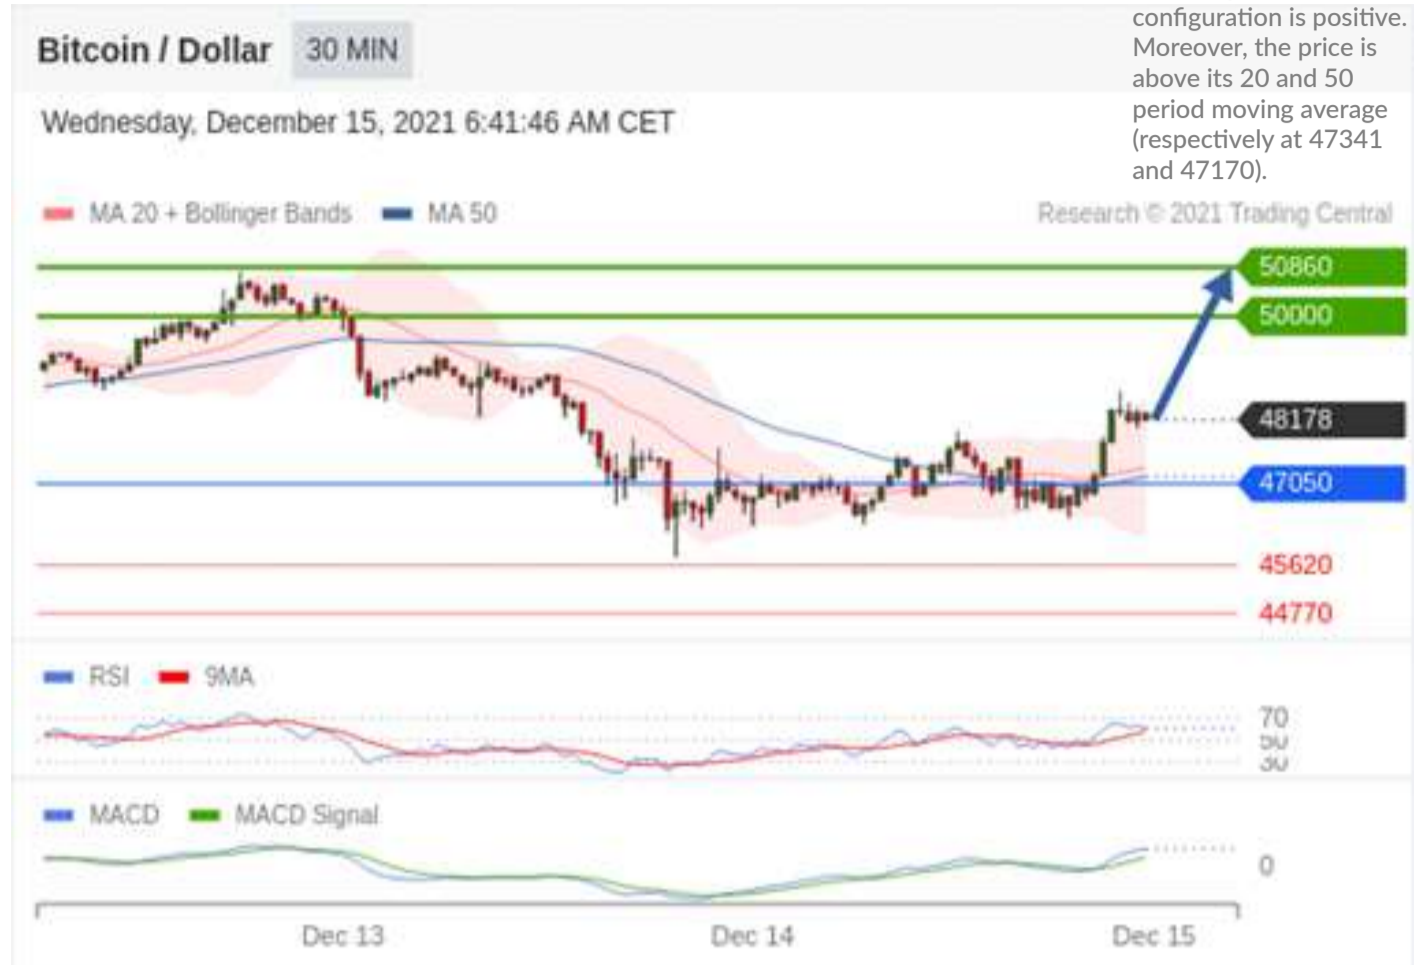 configuration is positive.
Moreover, the price is
above its 20 and 50
period moving average
(respectively at 47341
and 47170).
Bitcoin / Dollar 30 MIN
Wednesday, December 15, 2021 6:41:46 AM CET
MA 20 + Bollinger Bands MA 50
Research © 2021 Trading Central
50860
50000
48178
47050
45620
44770
RSI 9MA
70
50
30
MACD MACD Signal
0
Dec 13 Dec 14 Dec 15